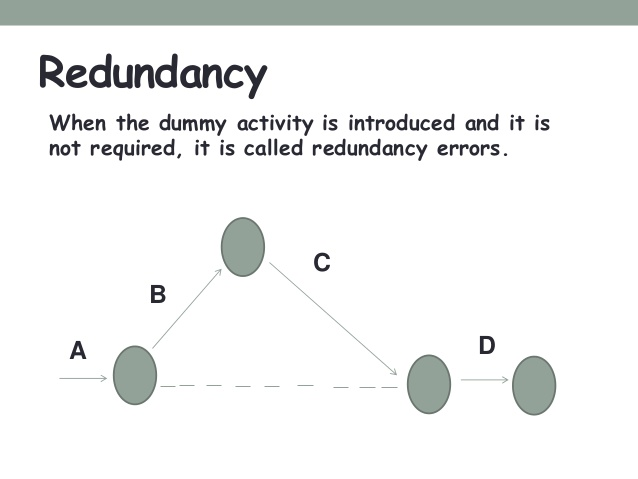 Redundancy
When the dummy activity is introduced and it is
not required, it is called redundancy errors.
C
B
A
D